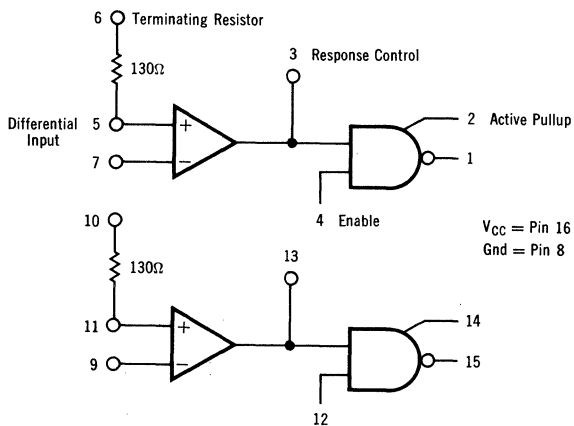 6 Terminating Resistor
130Ω
3 Response Control
Differential
Input
5
+
2 Active Pullup
7
−
1
4 Enable
10
VCC = Pin 16
Gnd = Pin 8
130Ω
13
11
+
14
9
−
15
12